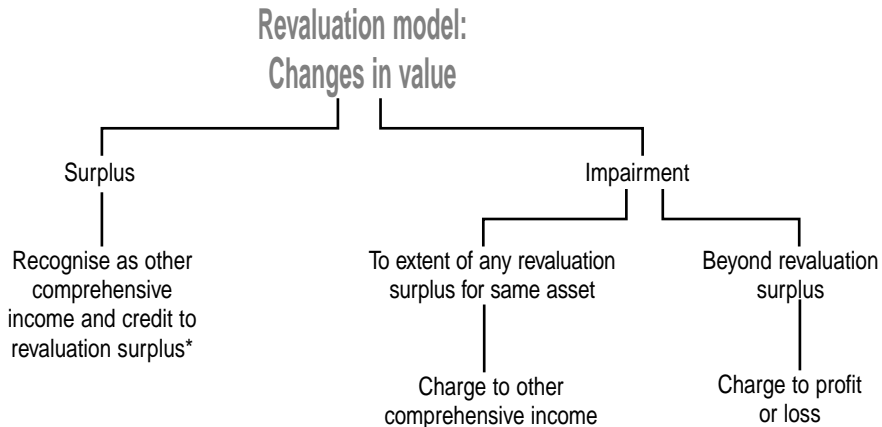 Revaluation model:
Changes in value
Surplus
Impairment
Recognise as other
comprehensive
income and credit to
revaluation surplus*
To extent of any revaluation
surplus for same asset
Beyond revaluation
surplus
Charge to other
comprehensive income
Charge to profit
or loss